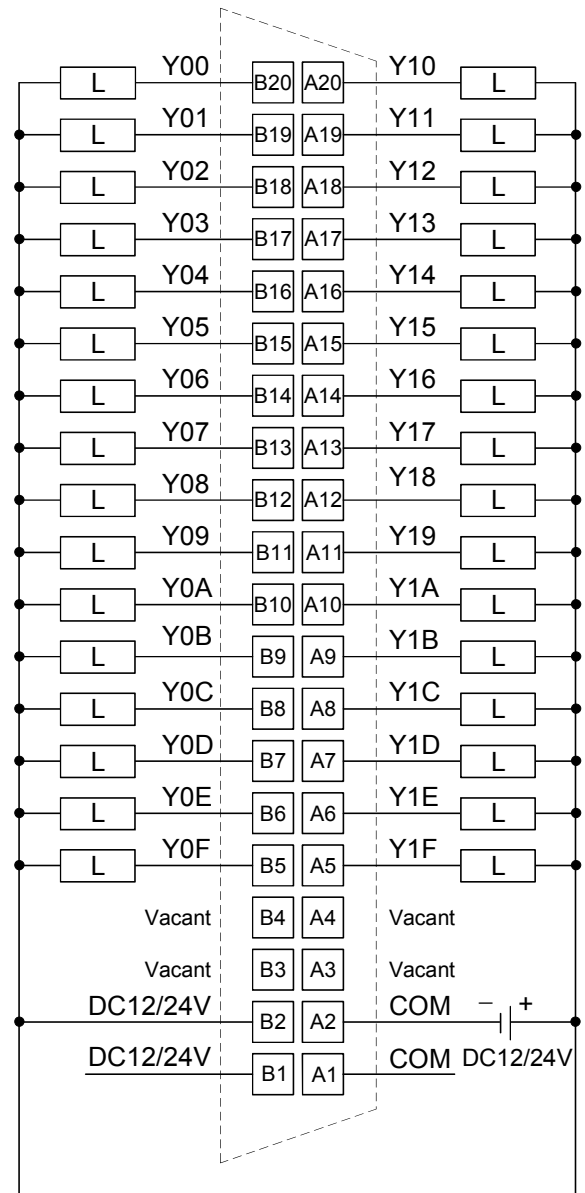 L Y00 B20 A20 Y10 L
L Y01 B19 A19 Y11 L
L Y02 B18 A18 Y12 L
L Y03 B17 A17 Y13 L
L Y04 B16 A16 Y14 L
L Y05 B15 A15 Y15 L
L Y06 B14 A14 Y16 L
L Y07 B13 A13 Y17 L
L Y08 B12 A12 Y18 L
L Y09 B11 A11 Y19 L
L Y0A B10 A10 Y1A L
L Y0B B9 A9 Y1B L
L Y0C B8 A8 Y1C L
L Y0D B7 A7 Y1D L
L Y0E B6 A6 Y1E L
L Y0F B5 A5 Y1F L
Vacant B4 A4 Vacant
Vacant B3 A3 Vacant
DC12/24V B2 A2 COM − +
DC12/24V B1 A1 COM DC12/24V